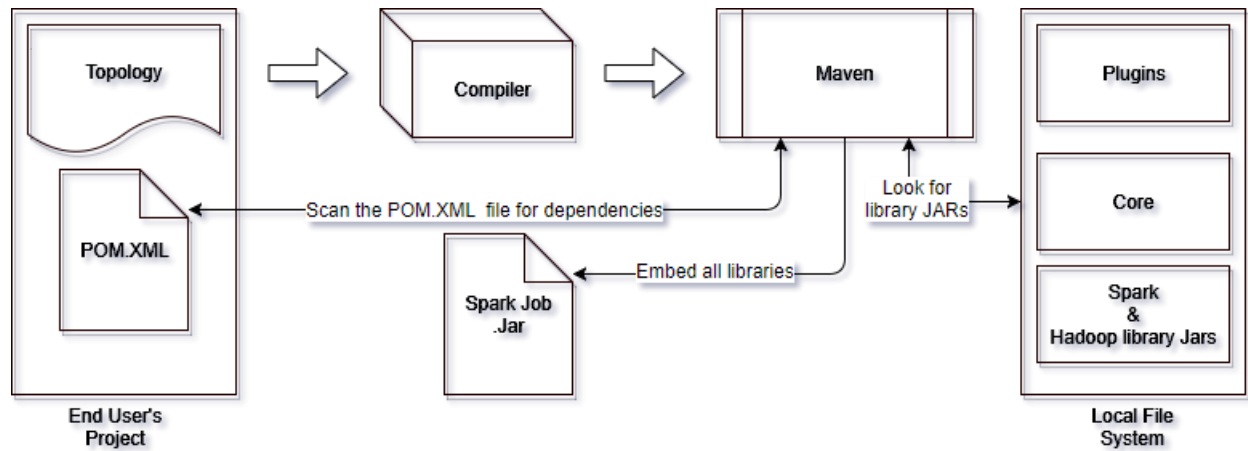 Topology
Compiler
Maven
Plugins
Scan the POM.XML  file for dependencies
Look for
library JARs
Core
POM.XML
Embed all libraries
Spark Job
.Jar
Spark
&
Hadoop library Jars
End User's
Project
Local File
System